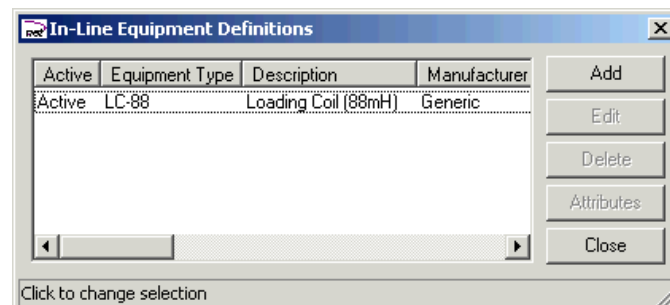 In-Line Equipment Definitions
Active Equipment Type Description Manufacturer
Active LC-88 Loading Coil (88mH) Generic
Add
Edit
Delete
Attributes
Close
Click to change selection